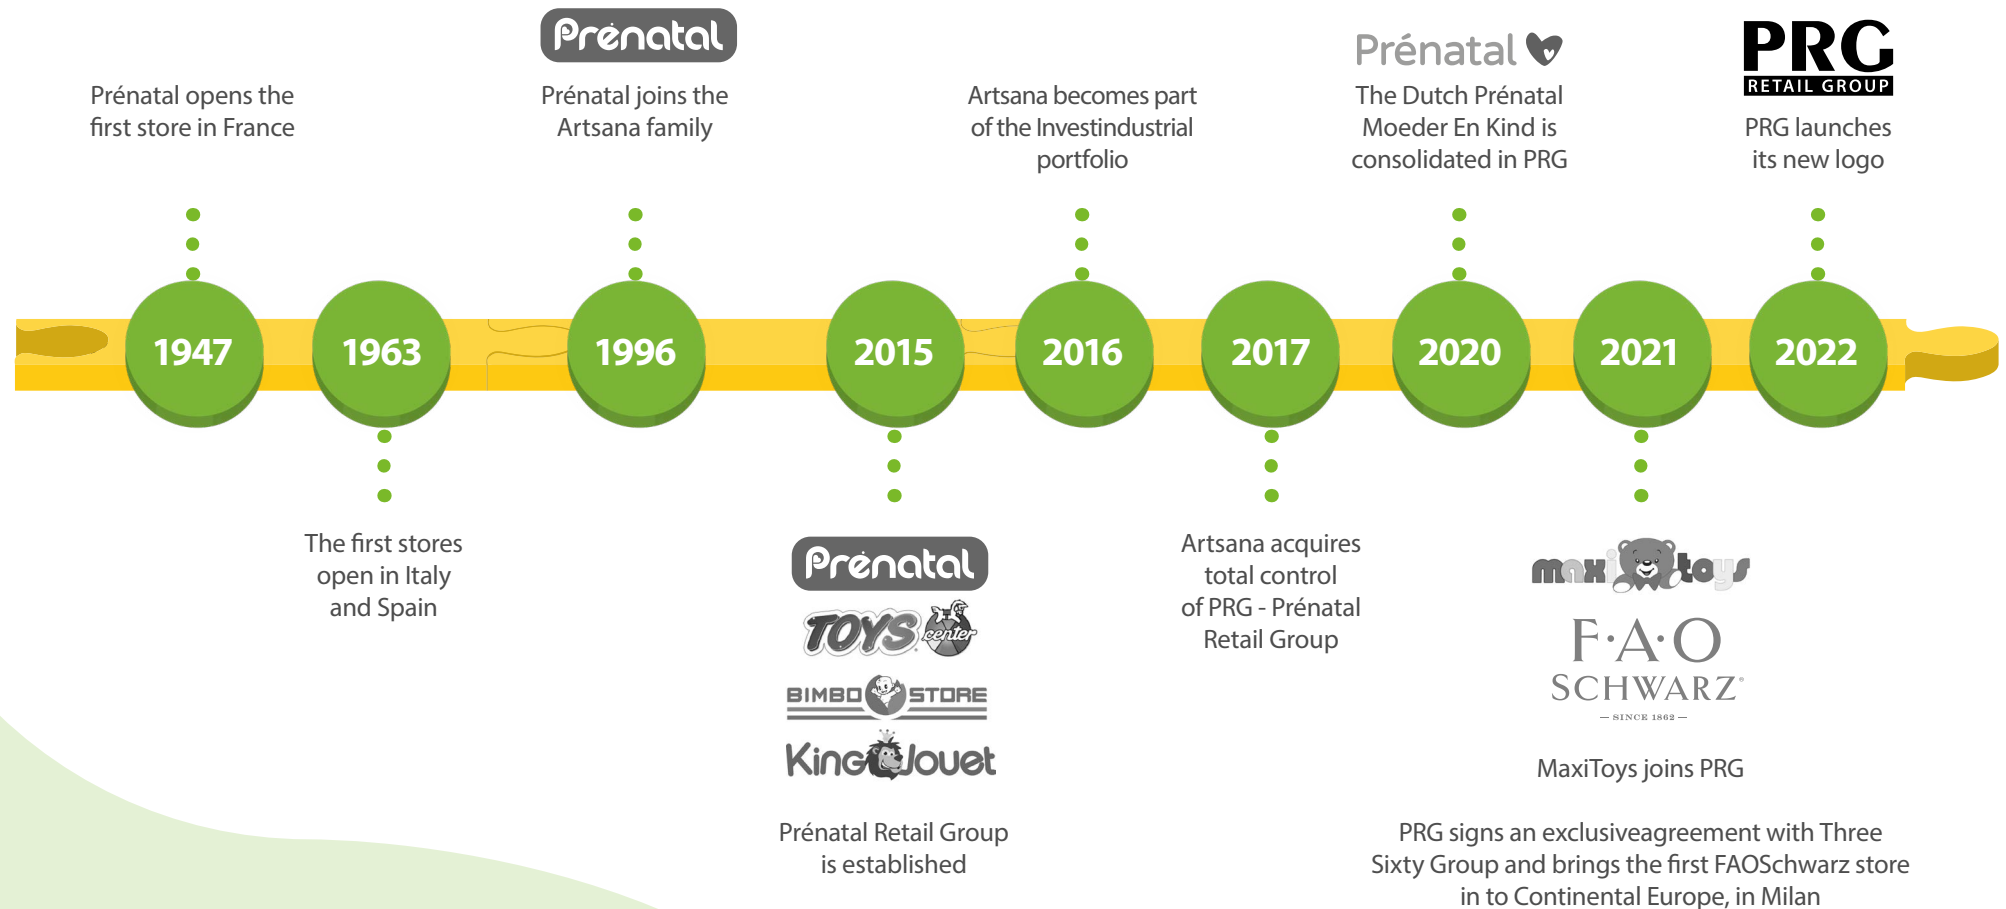 Prénatal
Prénatal opens the
first store in France
Prénatal joins the
Artsana family
Artsana becomes part
of the Investindustrial
portfolio
Prénatal
The Dutch Prénatal
Moeder En Kind is
consolidated in PRG
PRG
RETAIL GROUP
PRG launches
its new logo
1947
1963
1996
2015
2016
2017
2020
2021
2022
The first stores
open in Italy
and Spain
Prénatal
TOYS center
BIMBO STORE
King Jouet
Prénatal Retail Group
is established
Artsana acquires
total control
of PRG - Prénatal
Retail Group
maxi toys
F·A·O
SCHWARZ®
— SINCE 1862 —
MaxiToys joins PRG
PRG signs an exclusiveagreement with Three
Sixty Group and brings the first FAOSchwarz store
in to Continental Europe, in Milan